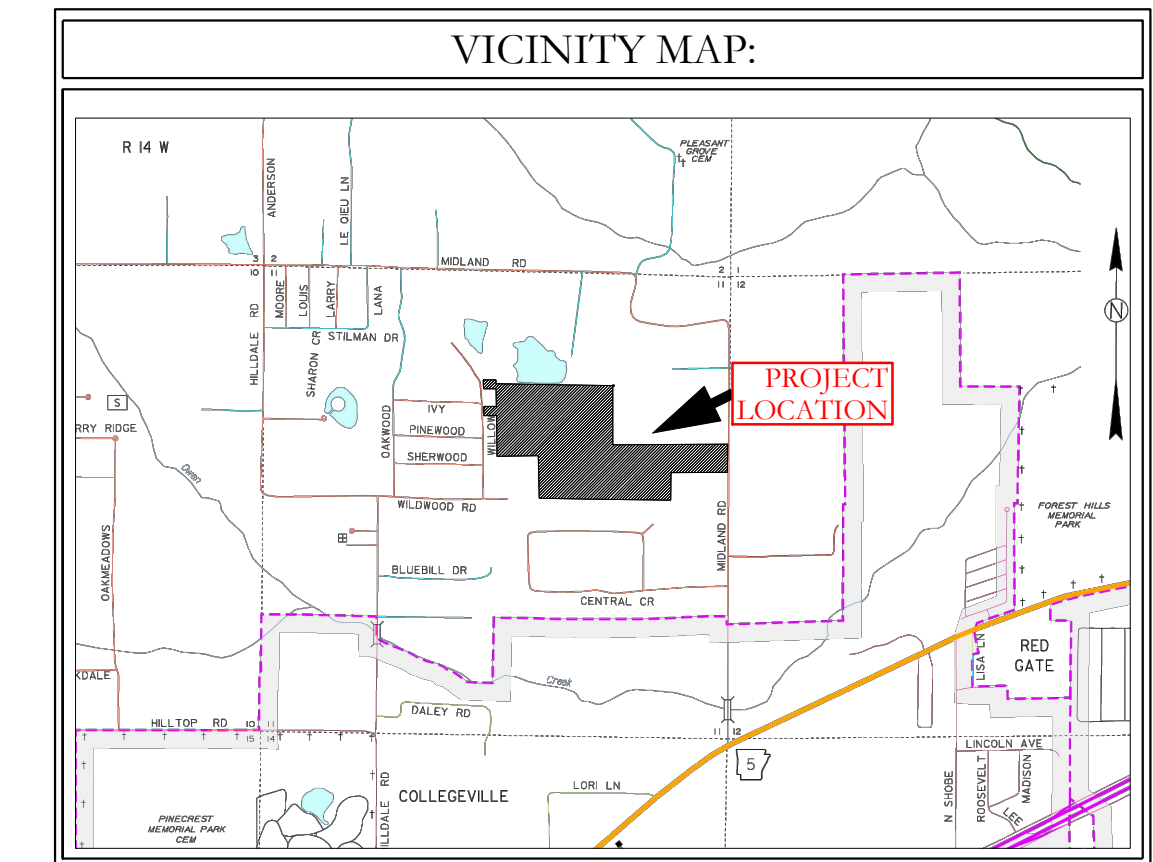 VICINITY MAP:
R 14 W
ANDERSON
LE OIEU LN
PLEASANT
GROVE
CEM
3 2
10 11
MIDLAND RD
2 1
11 12
N
HILLDALE RD
MOORE
LOUIS
LARRY
LANA
STILMAN DR
SHARON CR
PROJECT
LOCATION
S
RRY RIDGE
OAKWOOD
IVY
PINEWOOD
SHERWOOD
WILLOW
WILDWOOD RD
Owen
MIDLAND RD
FOREST HILLS
MEMORIAL
PARK
OAKMEADOWS
BLUEBILL DR
CENTRAL CR
LISA LN
RED
GATE
KDALE
Creek
DALEY RD
HILLTOP RD
10 11
15 14
11 12
5
LINCOLN AVE
LORI LN
COLLEGEVILLE
ILLDALE RD
N SHOBE
ROOSEVELT
MADISON
LEE
PINECREST
MEMORIAL PARK
CEM